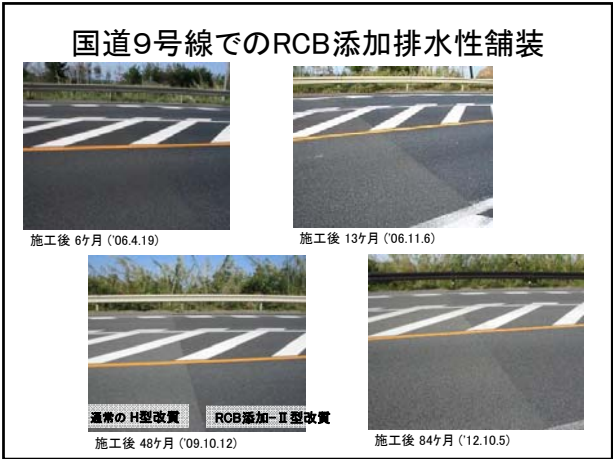 国道9号線でのRCB添加排水性舗装
施工後 6ケ月 ('06.4.19)
施工後 13ケ月 ('06.11.6)
通常の H型改質
RCB添加-Ⅱ型改質
施工後 48ケ月 ('09.10.12)
施工後 84ケ月 ('12.10.5)